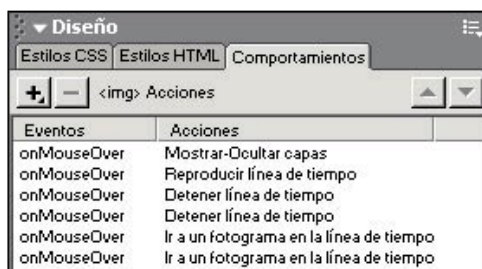 Diseño
Estilos CSS Estilos HTML Comportamientos
<img> Acciones
Eventos Acciones
onMouseOver Mostrar-Ocultar capas
onMouseOver Reproducir línea de tiempo
onMouseOver Detener línea de tiempo
onMouseOver Detener línea de tiempo
onMouseOver Ir a un fotograma en la línea de tiempo
onMouseOver Ir a un fotograma en la línea de tiempo